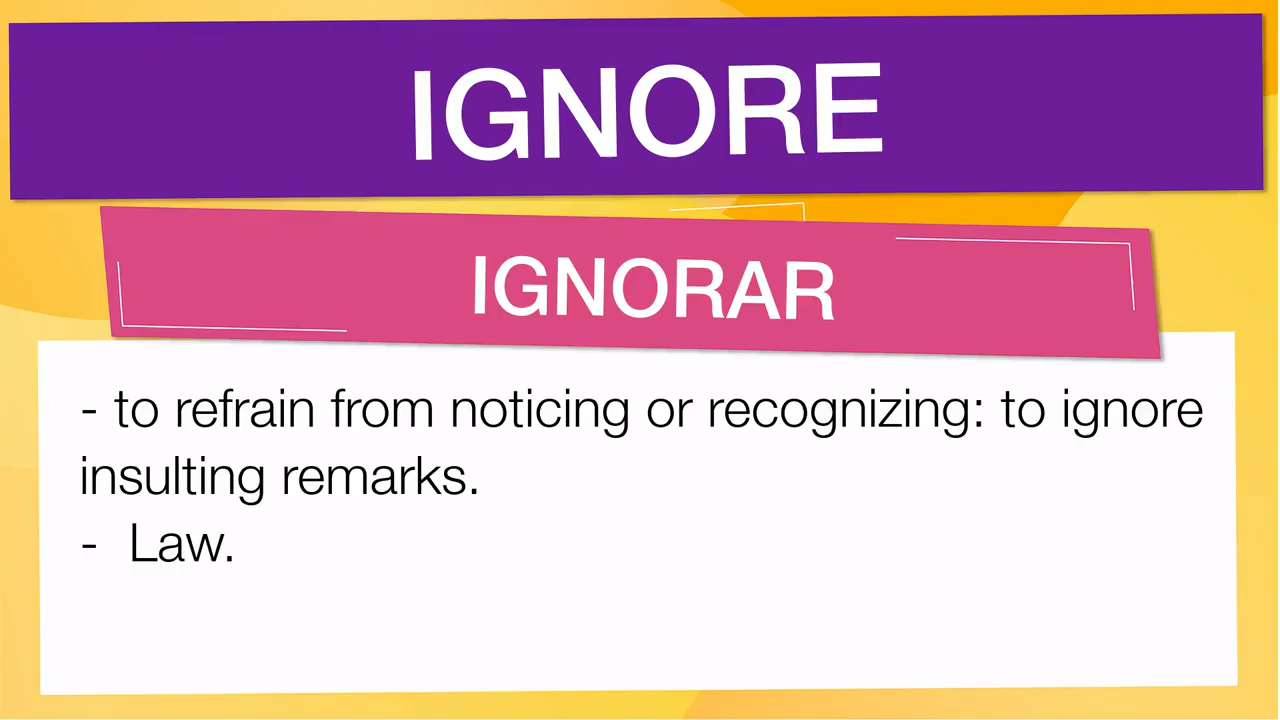 IGNORE
IGNORAR
- to refrain from noticing or recognizing: to ignore
insulting remarks.
-  Law.